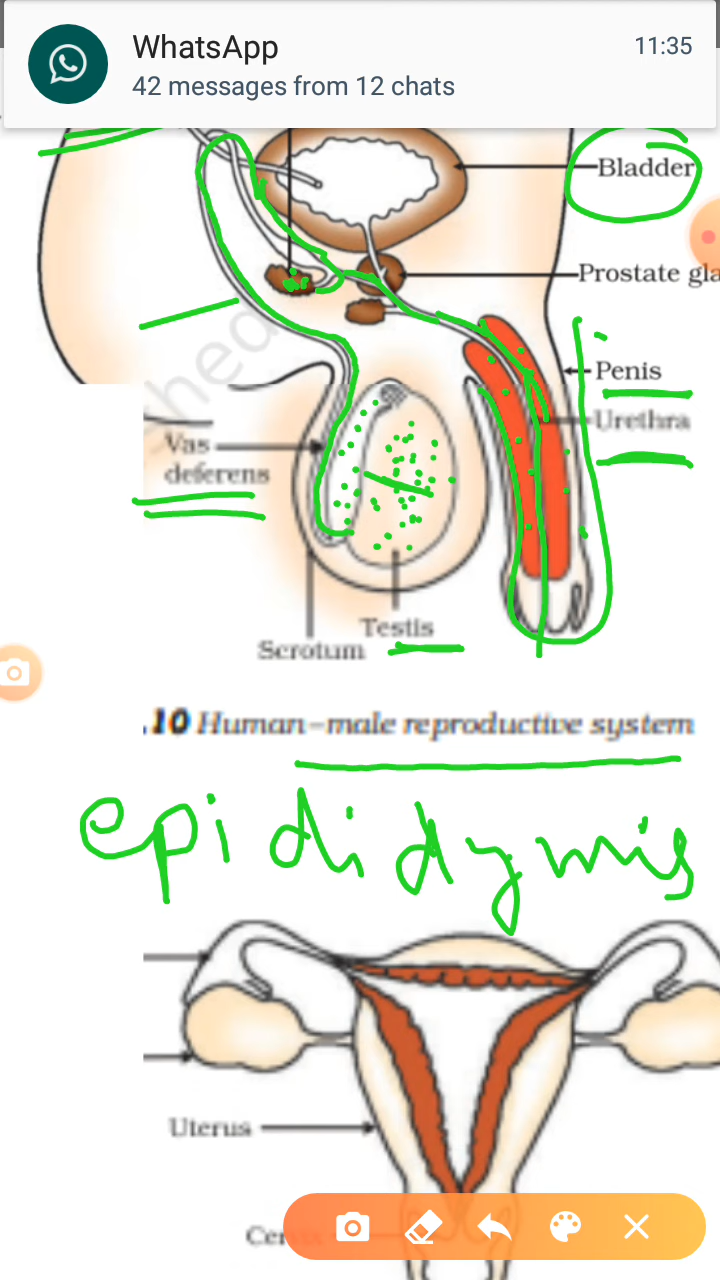 WhatsApp 11:35
42 messages from 12 chats
Bladder
Prostate gla
Penis
Urethra
Vas
deferens
Testis
Scrotum
.10 Human-male reproductive system
epididymis
Uterus
Cer